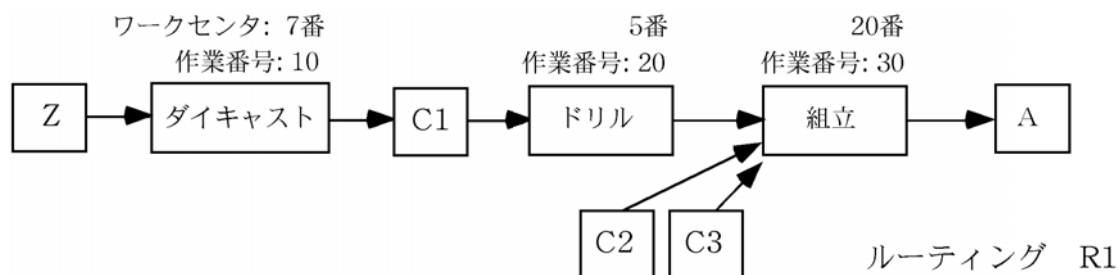 ワークセンタ: 7番 5番 20番
作業番号: 10 作業番号: 20 作業番号: 30
Z ダイキャスト C1 ドリル 組立 A
C2 C3
ルーティング R1